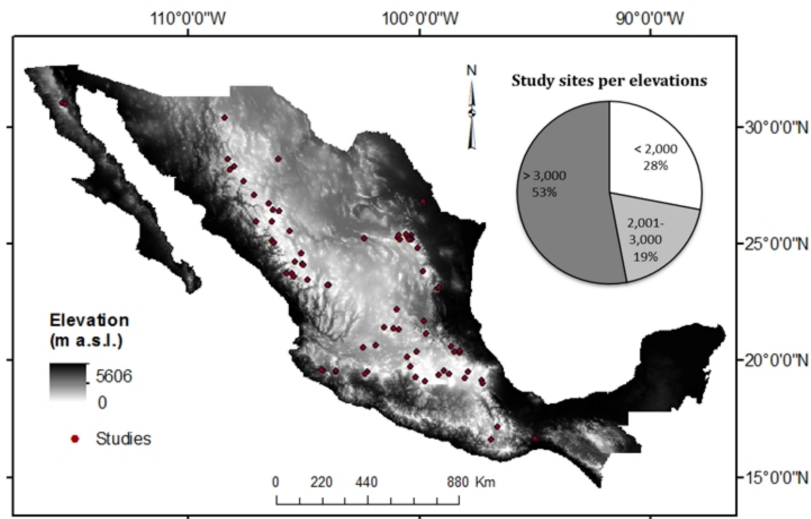 110°0'0"W 100°0'0"W 90°0'0"W
N
Study sites per elevations
30°0'0"N
< 2,000
28%
> 3,000
53%
2,001-
3,000
19%
25°0'0"N
Elevation
(m a.s.l.)
5606
0
20°0'0"N
Studies
0 220 440 880 Km
15°0'0"N